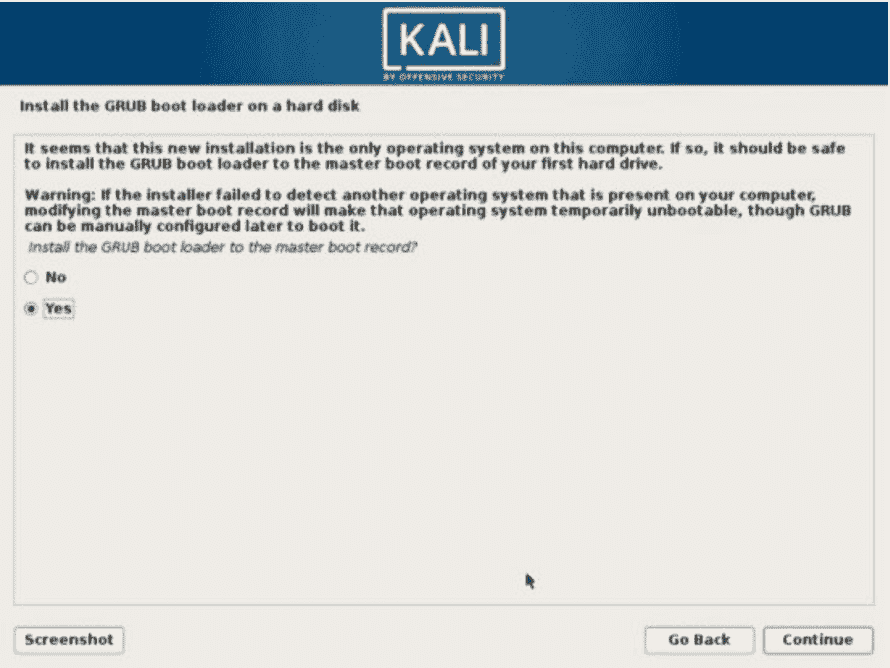 KALI
BY OFFENSIVE SECURITY
Install the GRUB boot loader on a hard disk
It seems that this new installation is the only operating system on this computer. If so, it should be safe
to install the GRUB boot loader to the master boot record of your first hard drive.
Warning: If the installer failed to detect another operating system that is present on your computer,
modifying the master boot record will make that operating system temporarily unbootable, though GRUB
can be manually configured later to boot it.
Install the GRUB boot loader to the master boot record?
No
Yes
Screenshot
Go Back
Continue